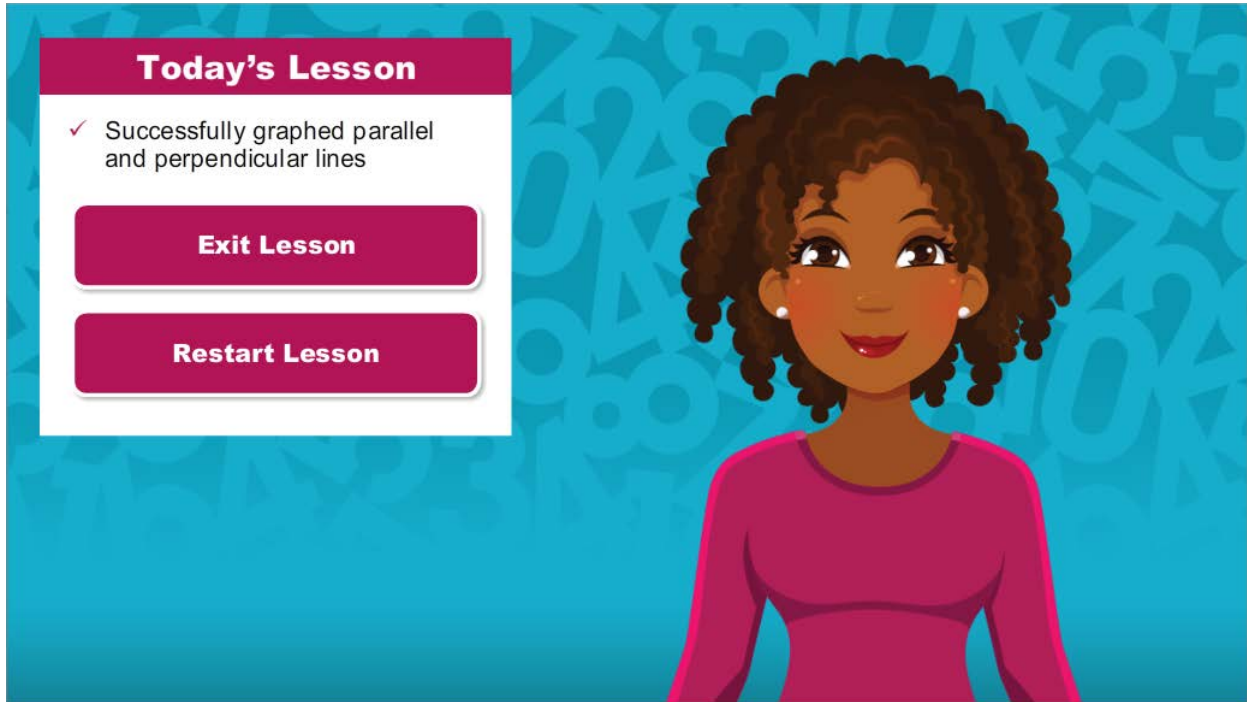 Today's Lesson
✓ Successfully graphed parallel
and perpendicular lines
Exit Lesson
Restart Lesson